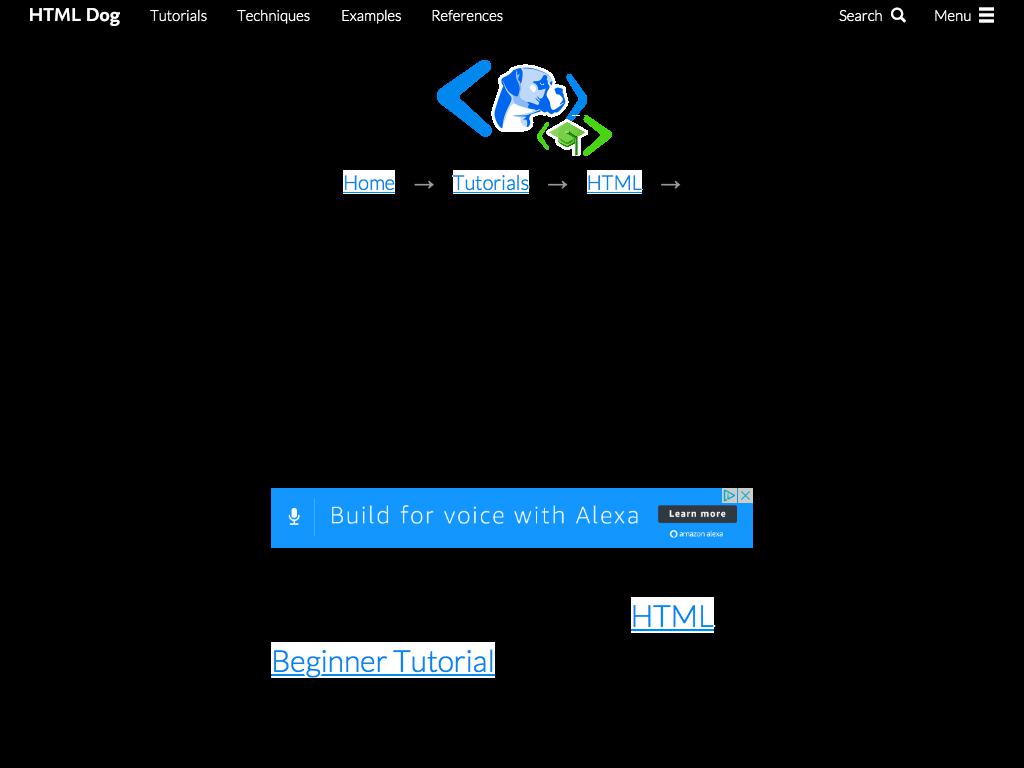 HTML Dog Tutorials Techniques Examples References Search Menu
Home → Tutorials → HTML →
Build for voice with Alexa
Learn more
amazon alexa
HTML
Beginner Tutorial